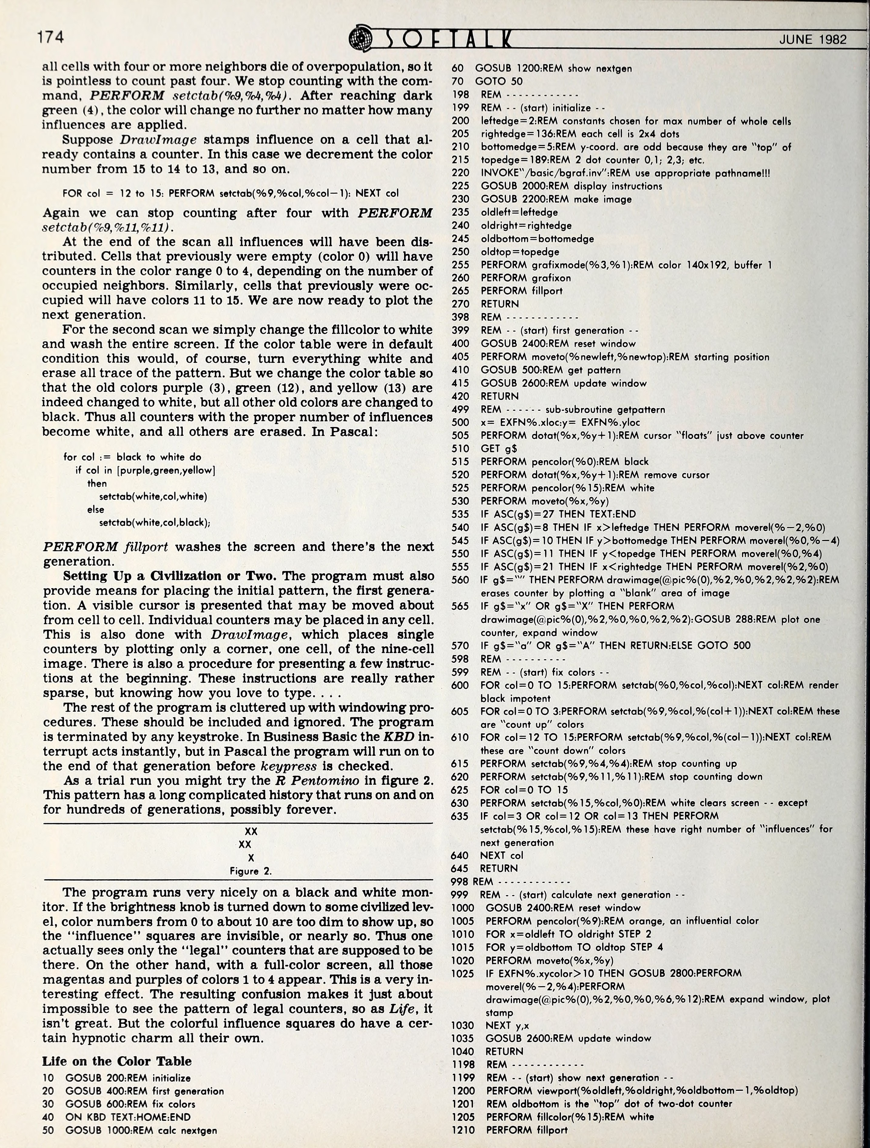 174
SOFTALK
JUNE 1982
all cells with four or more neighbors die of overpopulation, so it
is pointless to count past four. We stop counting with the com-
mand, PERFORM setctab(%9,%4,%4). After reaching dark
green (4), the color will change no further no matter how many
influences are applied.
Suppose DrawImage stamps influence on a cell that al-
ready contains a counter. In this case we decrement the color
number from 15 to 14 to 13, and so on.
FOR col = 12 to 15: PERFORM setctab(%9,%col,%col-1): NEXT col
Again we can stop counting after four with PERFORM
setctab(%9,%11,%11).
At the end of the scan all influences will have been dis-
tributed. Cells that previously were empty (color 0) will have
counters in the color range 0 to 4, depending on the number of
occupied neighbors. Similarly, cells that previously were oc-
cupied will have colors 11 to 15. We are now ready to plot the
next generation.
For the second scan we simply change the fillcolor to white
and wash the entire screen. If the color table were in default
condition this would, of course, turn everything white and
erase all trace of the pattern. But we change the color table so
that the old colors purple (3), green (12), and yellow (13) are
indeed changed to white, but all other old colors are changed to
black. Thus all counters with the proper number of influences
become white, and all others are erased. In Pascal:
for col := black to white do
if col in [purple,green,yellow]
then
setctab(white,col,white)
else
setctab(white,col,black);
PERFORM fillport washes the screen and there's the next
generation.
Setting Up a Civilization or Two. The program must also
provide means for placing the initial pattern, the first genera-
tion. A visible cursor is presented that may be moved about
from cell to cell. Individual counters may be placed in any cell.
This is also done with DrawImage, which places single
counters by plotting only a corner, one cell, of the nine-cell
image. There is also a procedure for presenting a few instruc-
tions at the beginning. These instructions are really rather
sparse, but knowing how you love to type. . . .
The rest of the program is cluttered up with windowing pro-
cedures. These should be included and ignored. The program
is terminated by any keystroke. In Business Basic the KBD in-
terrupt acts instantly, but in Pascal the program will run on to
the end of that generation before keypress is checked.
As a trial run you might try the R Pentomino in figure 2.
This pattern has a long complicated history that runs on and on
for hundreds of generations, possibly forever.
XX
XX
X
Figure 2.
The program runs very nicely on a black and white mon-
itor. If the brightness knob is turned down to some civilized lev-
el, color numbers from 0 to about 10 are too dim to show up, so
the "influence" squares are invisible, or nearly so. Thus one
actually sees only the "legal" counters that are supposed to be
there. On the other hand, with a full-color screen, all those
magentas and purples of colors 1 to 4 appear. This is a very in-
teresting effect. The resulting confusion makes it just about
impossible to see the pattern of legal counters, so as Life, it
isn't great. But the colorful influence squares do have a cer-
tain hypnotic charm all their own.
Life on the Color Table
10 GOSUB 200:REM initialize
20 GOSUB 400:REM first generation
30 GOSUB 600:REM fix colors
40 ON KBD TEXT:HOME:END
50 GOSUB 1000:REM calc nextgen
60 GOSUB 1200:REM show nextgen
70 GOTO 50
198 REM - - - - - - - - - - - -
199 REM - - (start) initialize - -
200 leftedge=2:REM constants chosen for max number of whole cells
205 rightedge=136:REM each cell is 2x4 dots
210 bottomedge=5:REM y-coord. are odd because they are "top" of
215 topedge=189:REM 2 dot counter 0,1; 2,3; etc.
220 INVOKE"/basic/bgraf.inv":REM use appropriate pathname!!!
225 GOSUB 2000:REM display instructions
230 GOSUB 2200:REM make image
235 oldleft=leftedge
240 oldright=rightedge
245 oldbottom=bottomedge
250 oldtop=topedge
255 PERFORM grafixmode(%3,%1):REM color 140x192, buffer 1
260 PERFORM grafixon
265 PERFORM fillport
270 RETURN
398 REM - - - - - - - - - - - -
399 REM - - (start) first generation - -
400 GOSUB 2400:REM reset window
405 PERFORM moveto(%newleft,%newtop):REM starting position
410 GOSUB 500:REM get pattern
415 GOSUB 2600:REM update window
420 RETURN
499 REM - - - - - - sub-subroutine getpattern
500 x= EXFN%.xloc:y= EXFN%.yloc
505 PERFORM dotat(%x,%y+1):REM cursor "floats" just above counter
510 GET g$
515 PERFORM pencolor(%0):REM black
520 PERFORM dotat(%x,%y+1):REM remove cursor
525 PERFORM pencolor(%15):REM white
530 PERFORM moveto(%x,%y)
535 IF ASC(g$)=27 THEN TEXT:END
540 IF ASC(g$)=8 THEN IF x>leftedge THEN PERFORM moverel(%-2,%0)
545 IF ASC(g$)=10 THEN IF y>bottomedge THEN PERFORM moverel(%0,%-4)
550 IF ASC(g$)=11 THEN IF y<topedge THEN PERFORM moverel(%0,%4)
555 IF ASC(g$)=21 THEN IF x<rightedge THEN PERFORM moverel(%2,%0)
560 IF g$="" THEN PERFORM drawimage(@pic%(0),%2,%0,%2,%2,%2):REM
erases counter by plotting a "blank" area of image
565 IF g$="x" OR g$="X" THEN PERFORM
drawimage(@pic%(0),%2,%0,%0,%2,%2):GOSUB 288:REM plot one
counter, expand window
570 IF g$="a" OR g$="A" THEN RETURN:ELSE GOTO 500
598 REM - - - - - - - - - -
599 REM - - (start) fix colors - -
600 FOR col=0 TO 15:PERFORM setctab(%0,%col,%col):NEXT col:REM render
black impotent
605 FOR col=0 TO 3:PERFORM setctab(%9,%col,%(col+1)):NEXT col:REM these
are "count up" colors
610 FOR col=12 TO 15:PERFORM setctab(%9,%col,%(col-1)):NEXT col:REM
these are "count down" colors
615 PERFORM setctab(%9,%4,%4):REM stop counting up
620 PERFORM setctab(%9,%11,%11):REM stop counting down
625 FOR col=0 TO 15
630 PERFORM setctab(%15,%col,%0):REM white clears screen - - except
635 IF col=3 OR col=12 OR col=13 THEN PERFORM
setctab(%15,%col,%15):REM these have right number of "influences" for
next generation
640 NEXT col
645 RETURN
998 REM - - - - - - - - - - - -
999 REM - - (start) calculate next generation - -
1000 GOSUB 2400:REM reset window
1005 PERFORM pencolor(%9):REM orange, an influential color
1010 FOR x=oldleft TO oldright STEP 2
1015 FOR y=oldbottom TO oldtop STEP 4
1020 PERFORM moveto(%x,%y)
1025 IF EXFN%.xycolor>10 THEN GOSUB 2800:PERFORM
moverel(%-2,%4):PERFORM
drawimage(@pic%(0),%2,%0,%0,%6,%12):REM expand window, plot
stamp
1030 NEXT y,x
1035 GOSUB 2600:REM update window
1040 RETURN
1198 REM - - - - - - - - - - - -
1199 REM - - (start) show next generation - -
1200 PERFORM viewport(%oldleft,%oldright,%oldbottom-1,%oldtop)
1201 REM oldbottom is the "top" dot of two-dot counter
1205 PERFORM fillcolor(%15):REM white
1210 PERFORM fillport